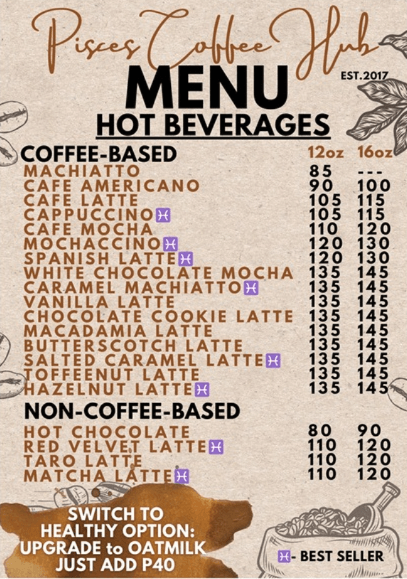 Pisces Coffee Hub
EST.2017
MENU
HOT BEVERAGES
COFFEE-BASED 12oz 16oz
MACHIATTO 85 ---
CAFE AMERICANO 90 100
CAFE LATTE 105 115
CAPPUCCINO♓ 105 115
CAFE MOCHA 110 120
MOCHACCINO♓ 120 130
SPANISH LATTE♓ 120 130
WHITE CHOCOLATE MOCHA 135 145
CARAMEL MACHIATTO♓ 135 145
VANILLA LATTE 135 145
CHOCOLATE COOKIE LATTE 135 145
MACADAMIA LATTE 135 145
BUTTERSCOTCH LATTE 135 145
SALTED CARAMEL LATTE♓ 135 145
TOFFEENUT LATTE 135 145
HAZELNUT LATTE♓ 135 145
NON-COFFEE-BASED
HOT CHOCOLATE 80 90
RED VELVET LATTE♓ 110 120
TARO LATTE 110 120
MATCHA LATTE♓ 110 120
SWITCH TO
HEALTHY OPTION:
UPGRADE to OATMILK
JUST ADD P40
♓- BEST SELLER